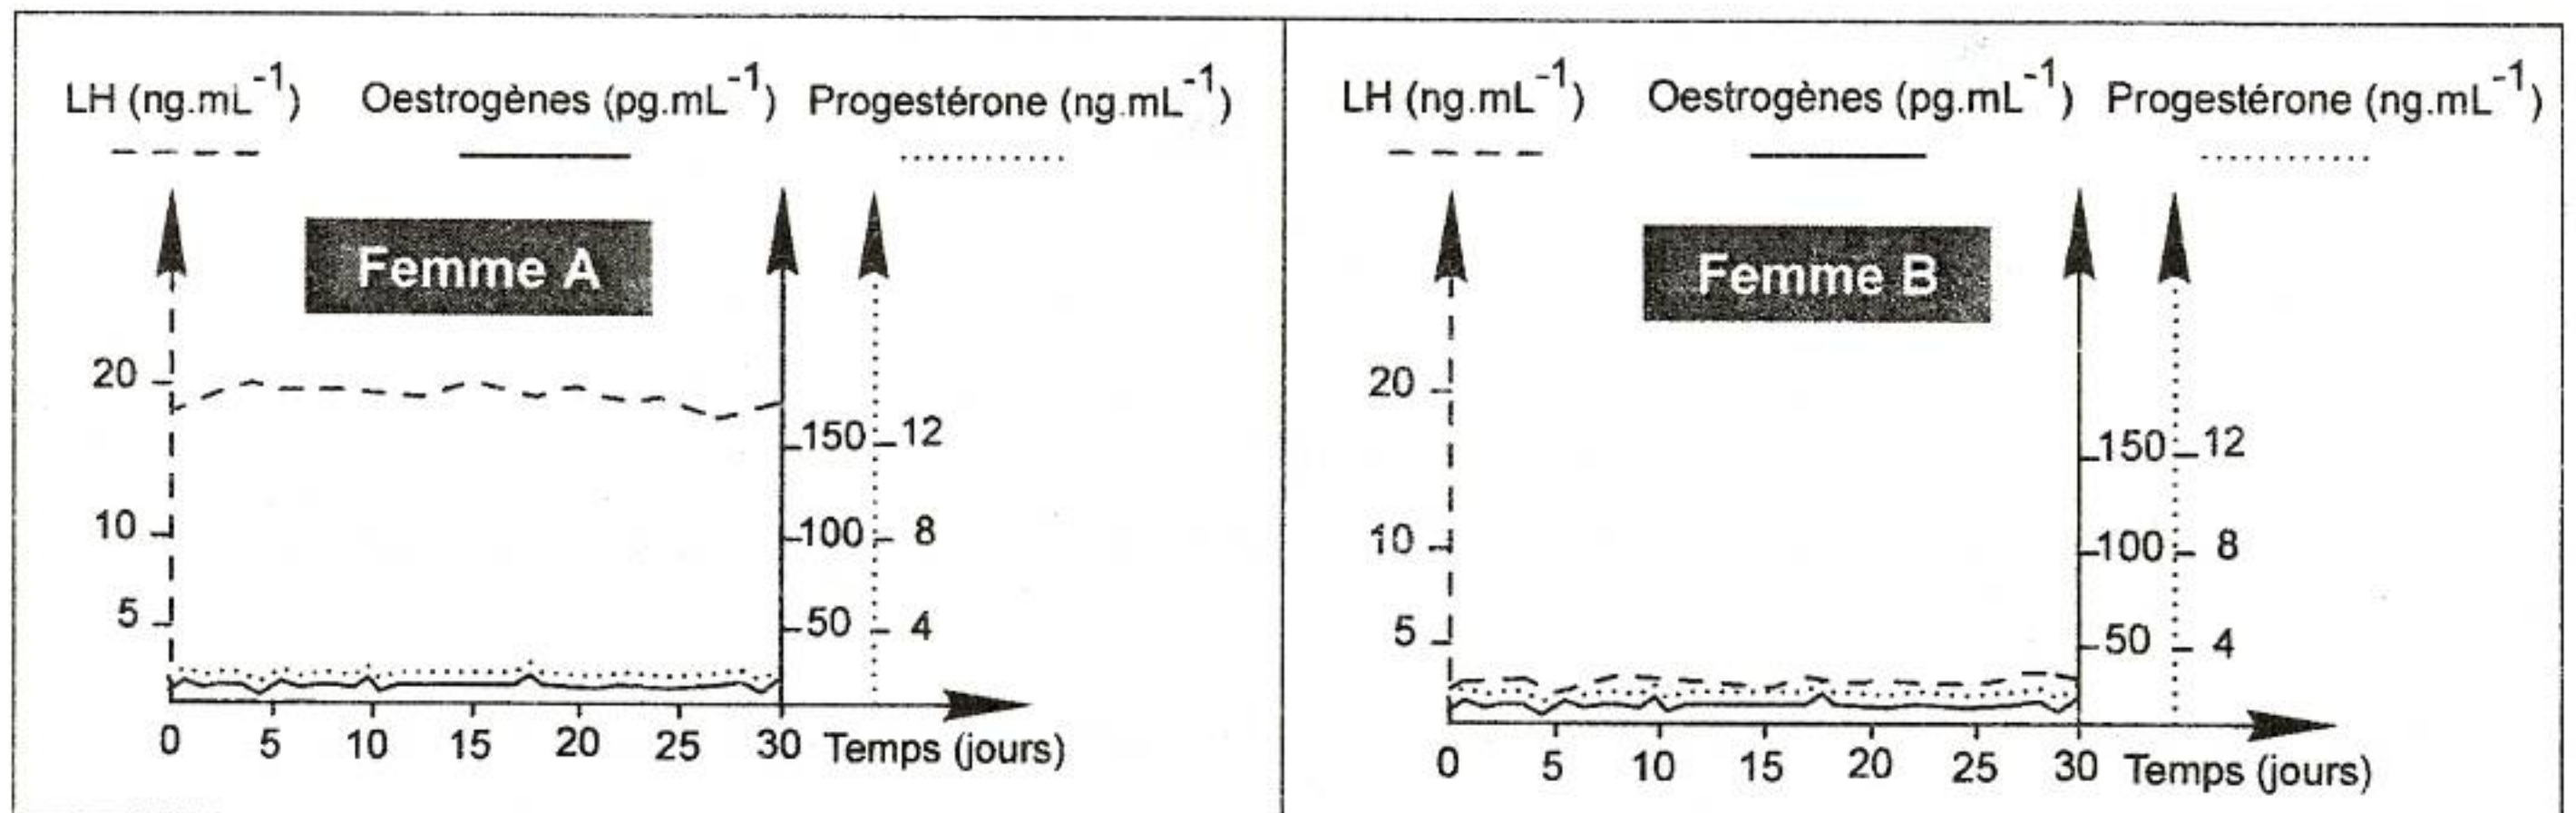 LH (ng.mL-1) Oestrogènes (pg.mL-1) Progestérone (ng.mL-1)
Femme A
20
150 12
10
100 8
5
50 4
0 5 10 15 20 25 30 Temps (jours)
LH (ng.mL-1) Oestrogènes (pg.mL-1) Progestérone (ng.mL-1)
Femme B
20
150 12
10
100 8
5
50 4
0 5 10 15 20 25 30 Temps (jours)